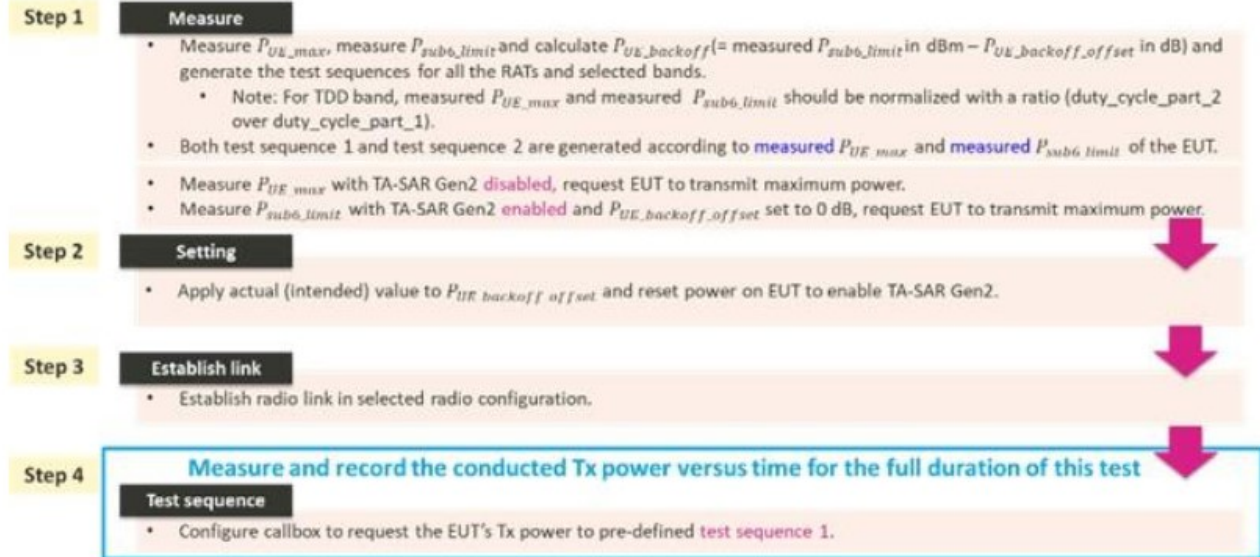 Step 1
Measure
• Measure P_UE_max, measure P_sub6_limit and calculate P_UE_backoff(= measured P_sub6_limit in dBm – P_UE_backoff_offset in dB) and
generate the test sequences for all the RATs and selected bands.
• Note: For TDD band, measured P_UE_max and measured P_sub6_limit should be normalized with a ratio (duty_cycle_part_2
over duty_cycle_part_1).
• Both test sequence 1 and test sequence 2 are generated according to measured P_UE_max and measured P_sub6_limit of the EUT.
• Measure P_UE_max with TA-SAR Gen2 disabled, request EUT to transmit maximum power.
• Measure P_sub6_limit with TA-SAR Gen2 enabled and P_UE_backoff_offset set to 0 dB, request EUT to transmit maximum power.
Step 2
Setting
• Apply actual (intended) value to P_UE_backoff_offset and reset power on EUT to enable TA-SAR Gen2.
Step 3
Establish link
• Establish radio link in selected radio configuration.
Step 4
Measure and record the conducted Tx power versus time for the full duration of this test
Test sequence
• Configure callbox to request the EUT's Tx power to pre-defined test sequence 1.